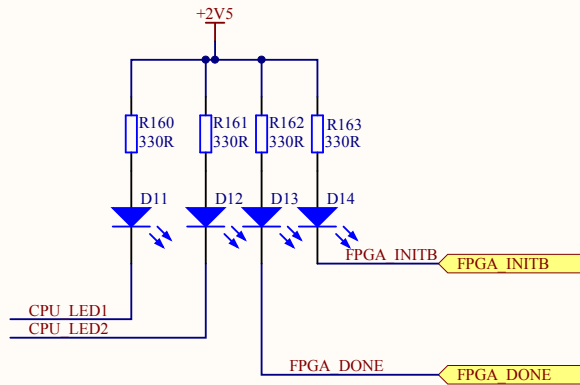 +2V5
R160
330R
R161
330R
R162
330R
R163
330R
D11
D12
D13
D14
FPGA_INITB
FPGA_INITB
CPU_LED1
CPU_LED2
FPGA_DONE
FPGA_DONE